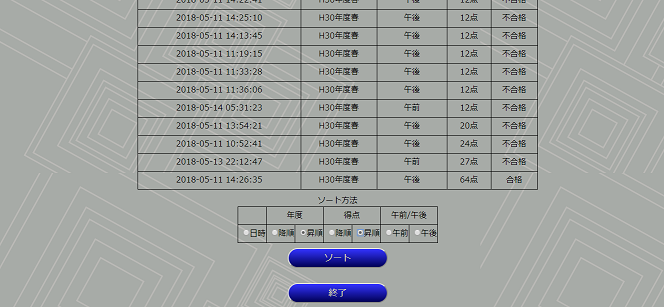 2018-05-11 14:22:41 H30年度春 午後 12点 不合格
2018-05-11 14:25:10 H30年度春 午後 12点 不合格
2018-05-11 14:13:45 H30年度春 午後 12点 不合格
2018-05-11 11:19:15 H30年度春 午後 12点 不合格
2018-05-11 11:33:28 H30年度春 午後 12点 不合格
2018-05-11 11:36:06 H30年度春 午後 12点 不合格
2018-05-14 05:31:23 H30年度春 午前 12点 不合格
2018-05-11 13:54:21 H30年度春 午後 20点 不合格
2018-05-11 10:52:41 H30年度春 午後 24点 不合格
2018-05-13 22:12:47 H30年度春 午前 27点 不合格
2018-05-11 14:26:35 H30年度春 午後 64点 合格
ソート方法
年度 得点 午前/午後
日時 降順 昇順 降順 昇順 午前 午後
ソート
終了